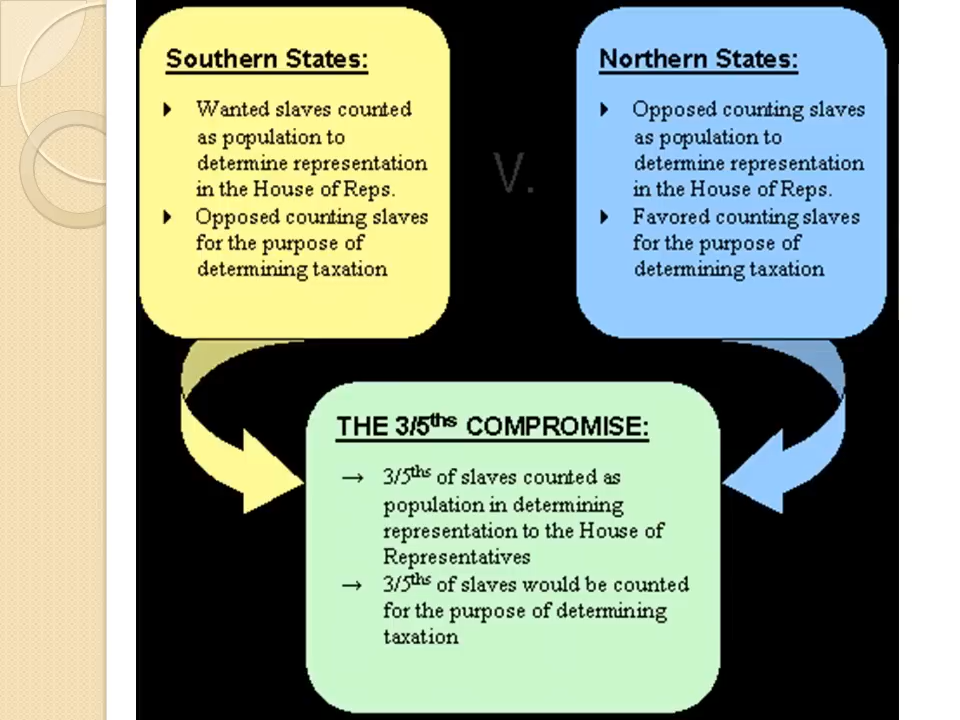 Southern States:
Wanted slaves counted
as population to
determine representation
in the House of Reps.
Opposed counting slaves
for the purpose of
determining taxation
V.
Northern States:
Opposed counting slaves
as population to
determine representation
in the House of Reps.
Favored counting slaves
for the purpose of
determining taxation
THE 3/5ths COMPROMISE:
→ 3/5ths of slaves counted as
population in determining
representation to the House of
Representatives
→ 3/5ths of slaves would be counted
for the purpose of determining
taxation